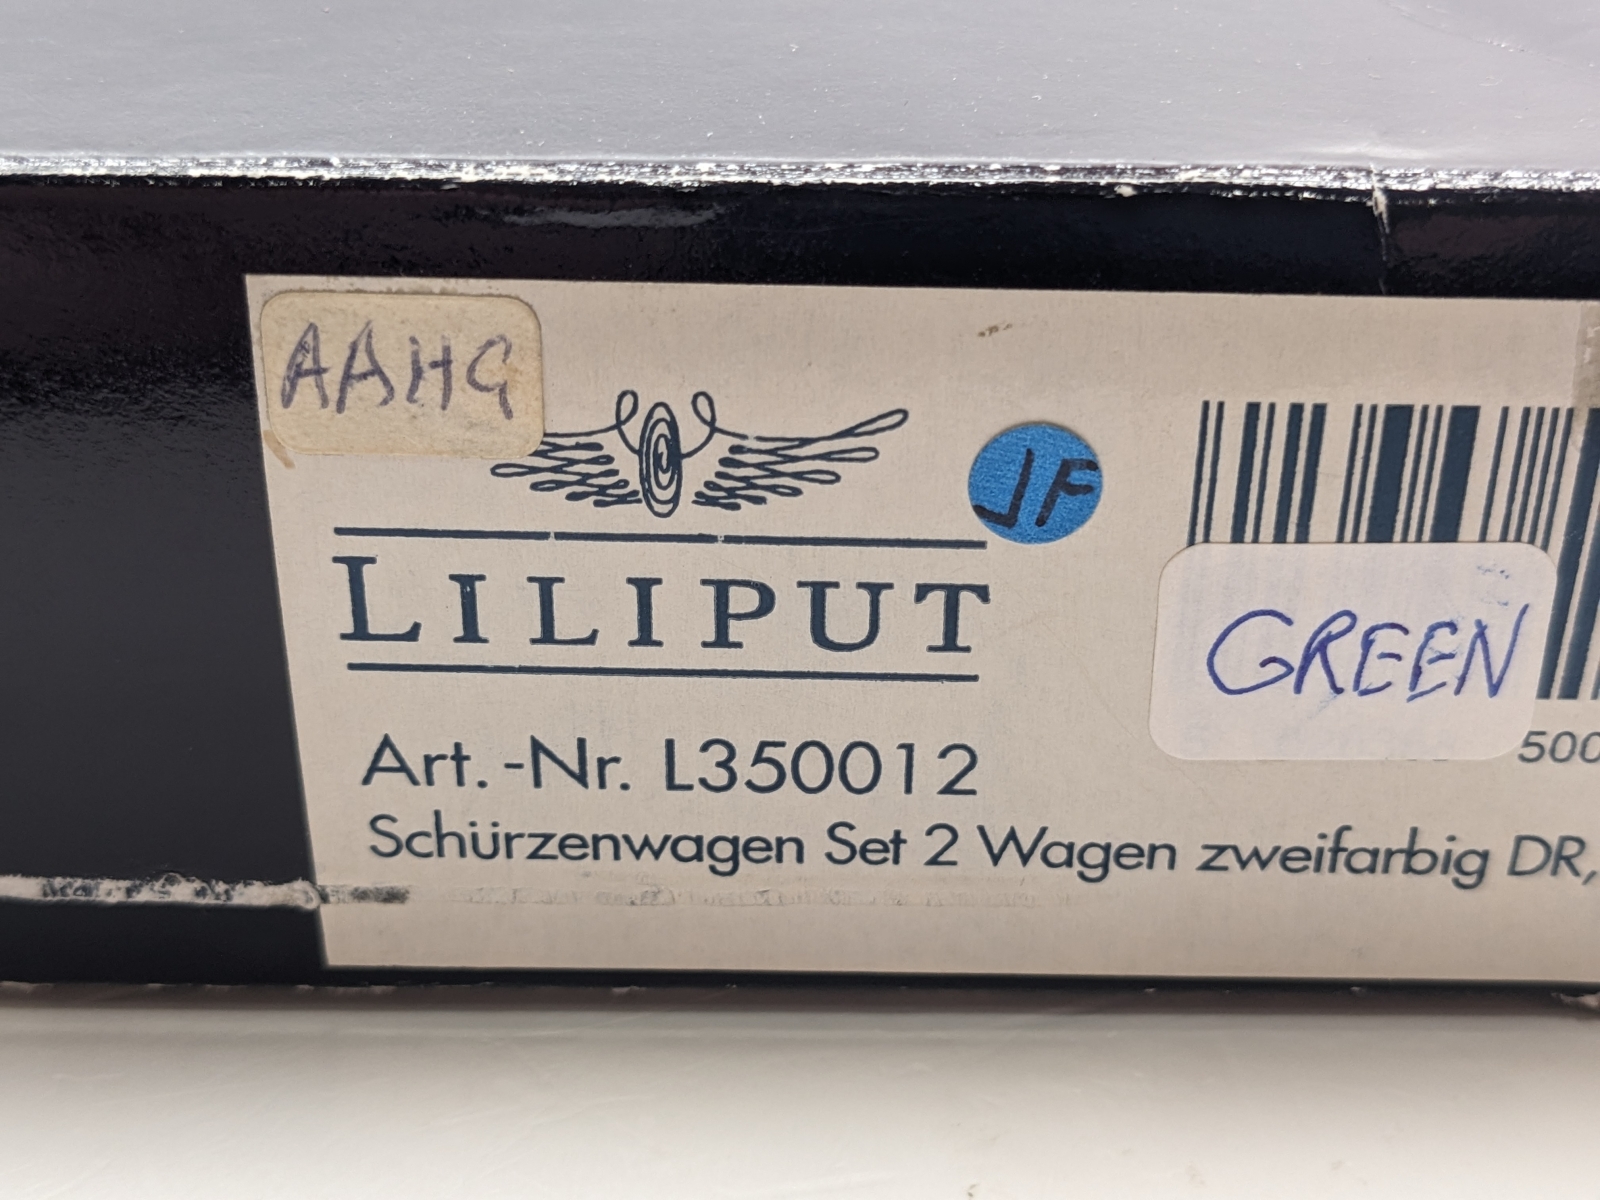 AAHG
JF
LILIPUT
GREEN
Art.-Nr. L350012
500
Schürzenwagen Set 2 Wagen zweifarbig DR,